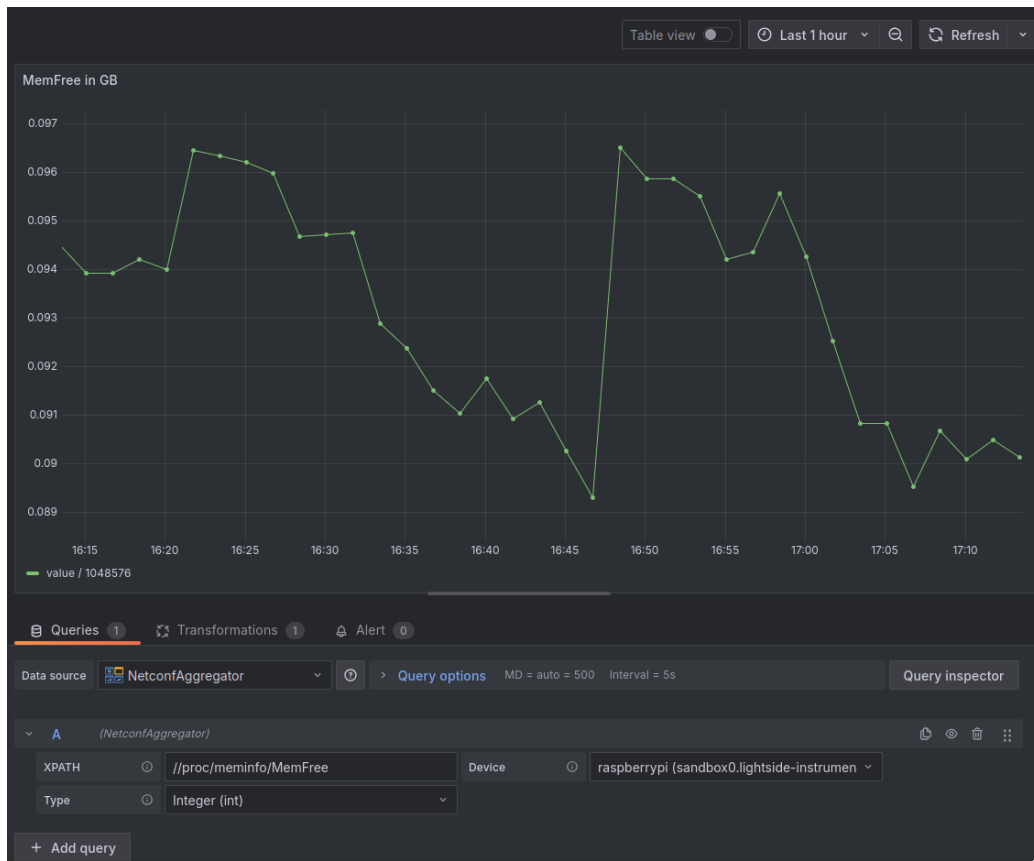 Table view Last 1 hour Refresh
MemFree in GB
0.097
0.096
0.095
0.094
0.093
0.092
0.091
0.09
0.089
16:15 16:20 16:25 16:30 16:35 16:40 16:45 16:50 16:55 17:00 17:05 17:10
value / 1048576
Queries 1 Transformations 1 Alert 0
Data source NetconfAggregator Query options MD = auto = 500 Interval = 5s Query inspector
A (NetconfAggregator)
XPATH //proc/meminfo/MemFree Device raspberrypi (sandbox0.lightside-instrumen
Type Integer (int)
+ Add query